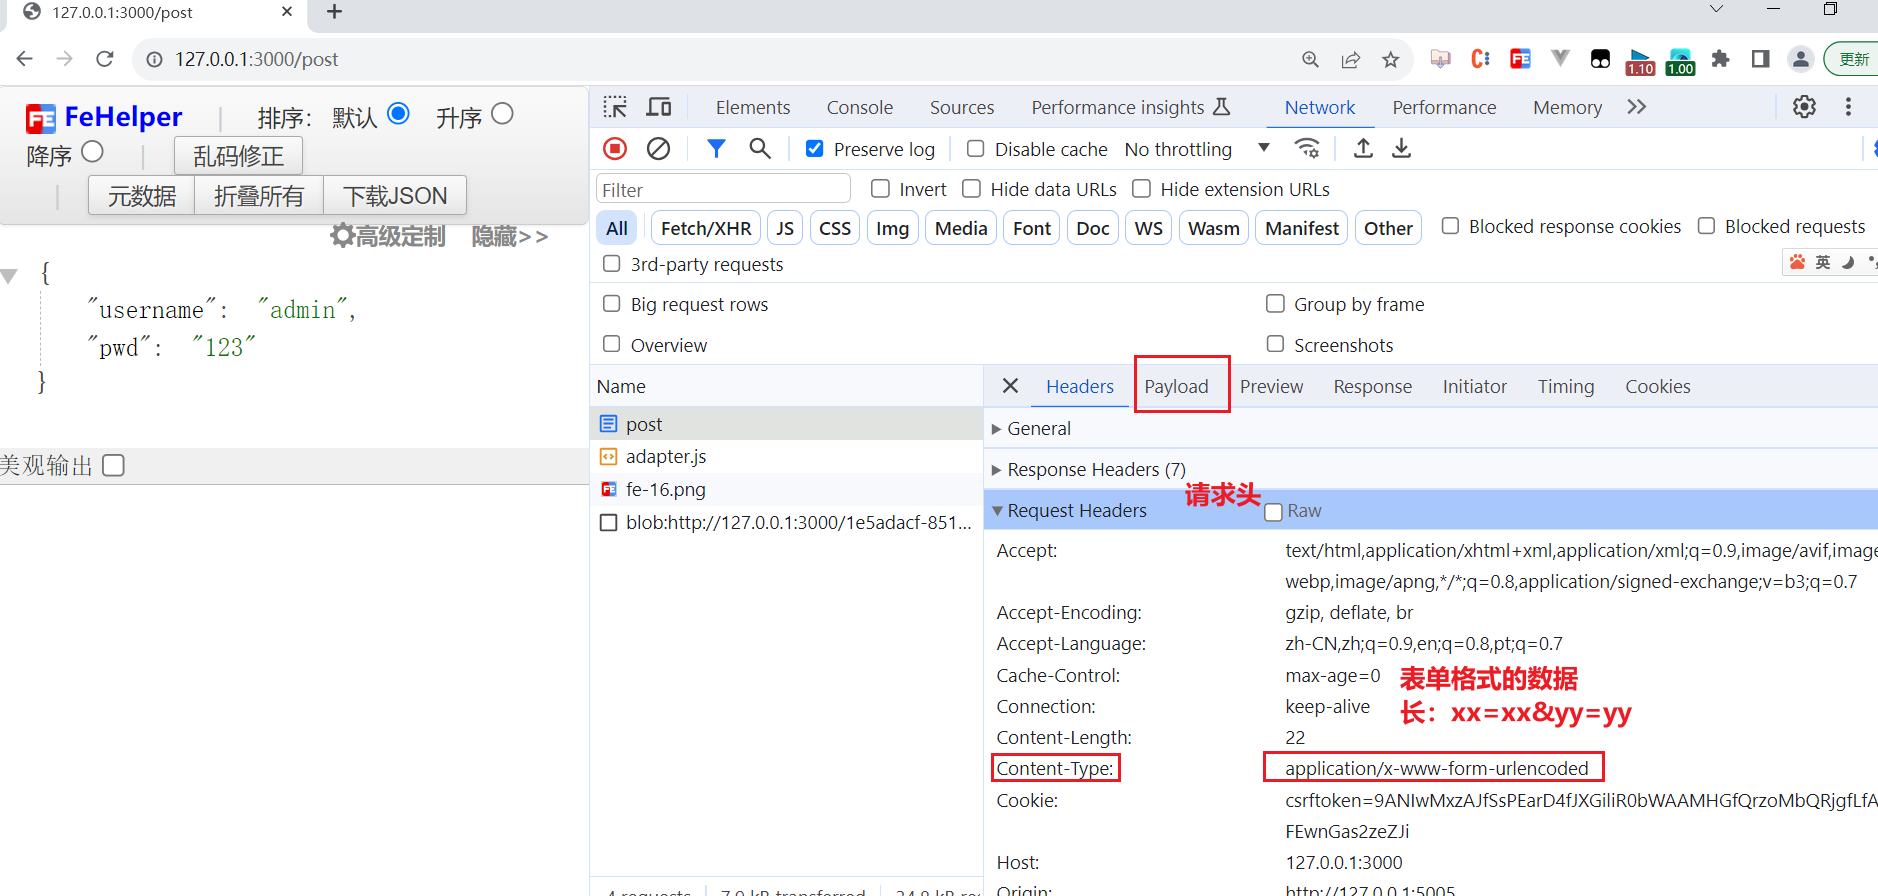 127.0.0.1:3000/post
127.0.0.1:3000/post
1.10
1.00
更新
FeHelper
排序:
默认
升序
降序
乱码修正
元数据
折叠所有
下载JSON
高级定制
隐藏>>
{
"username": "admin",
"pwd": "123"
}
美观输出
Elements
Console
Sources
Performance insights
Network
Performance
Memory
Preserve log
Disable cache
No throttling
Filter
Invert
Hide data URLs
Hide extension URLs
All
Fetch/XHR
JS
CSS
Img
Media
Font
Doc
WS
Wasm
Manifest
Other
Blocked response cookies
Blocked requests
3rd-party requests
英
Big request rows
Group by frame
Overview
Screenshots
Name
post
adapter.js
fe-16.png
blob:http://127.0.0.1:3000/1e5adacf-851...
Headers
Payload
Preview
Response
Initiator
Timing
Cookies
General
Response Headers (7)
请求头
Request Headers
Raw
Accept:
text/html,application/xhtml+xml,application/xml;q=0.9,image/avif,image
webp,image/apng,*/*;q=0.8,application/signed-exchange;v=b3;q=0.7
Accept-Encoding:
gzip, deflate, br
Accept-Language:
zh-CN,zh;q=0.9,en;q=0.8,pt;q=0.7
Cache-Control:
max-age=0
表单格式的数据
Connection:
keep-alive
长：xx=xx&yy=yy
Content-Length:
22
Content-Type:
application/x-www-form-urlencoded
Cookie:
FEwnGas2zeZJi
Host:
127.0.0.1:3000
Origin:
http://127.0.0.1:5005
4 requests
7.0 kB transferred